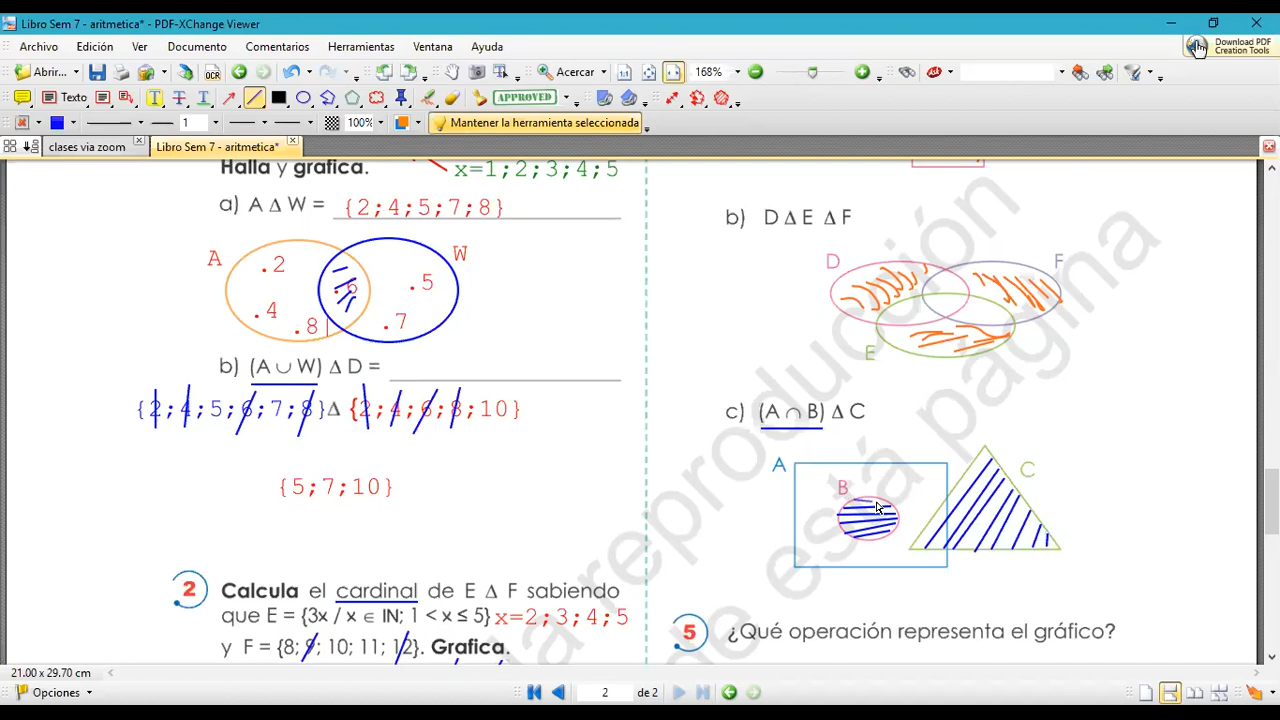 Libro Sem 7 - aritmetica* - PDF-XChange Viewer
Archivo Edición Ver Documento Comentarios Herramientas Ventana Ayuda
Download PDF
Creation Tools
Abrir... OCR Acercar 168%
Texto T T T APPROVED
1 100% Mantener la herramienta seleccionada
clases via zoom Libro Sem 7 - aritmetica*
Halla y grafica. x=1;2;3;4;5
a) A Δ W = {2;4;5;7;8}
A W
.2
.6 .5
.4
.8 .7
b) (A ∪ W) Δ D =
{2;4;5;6;7;8}Δ {2;4;6;8;10}
{5;7;10}
2 Calcula el cardinal de E Δ F sabiendo
que E = {3x / x ∈ IN; 1 < x ≤ 5} x=2;3;4;5
y F = {8; 9; 10; 11; 12}. Grafica.
b) D Δ E Δ F
D F
E
c) (A ∩ B) Δ C
A C
B
5 ¿Qué operación representa el gráfico?
reproducción
está página
21.00 x 29.70 cm
Opciones 2 de 2